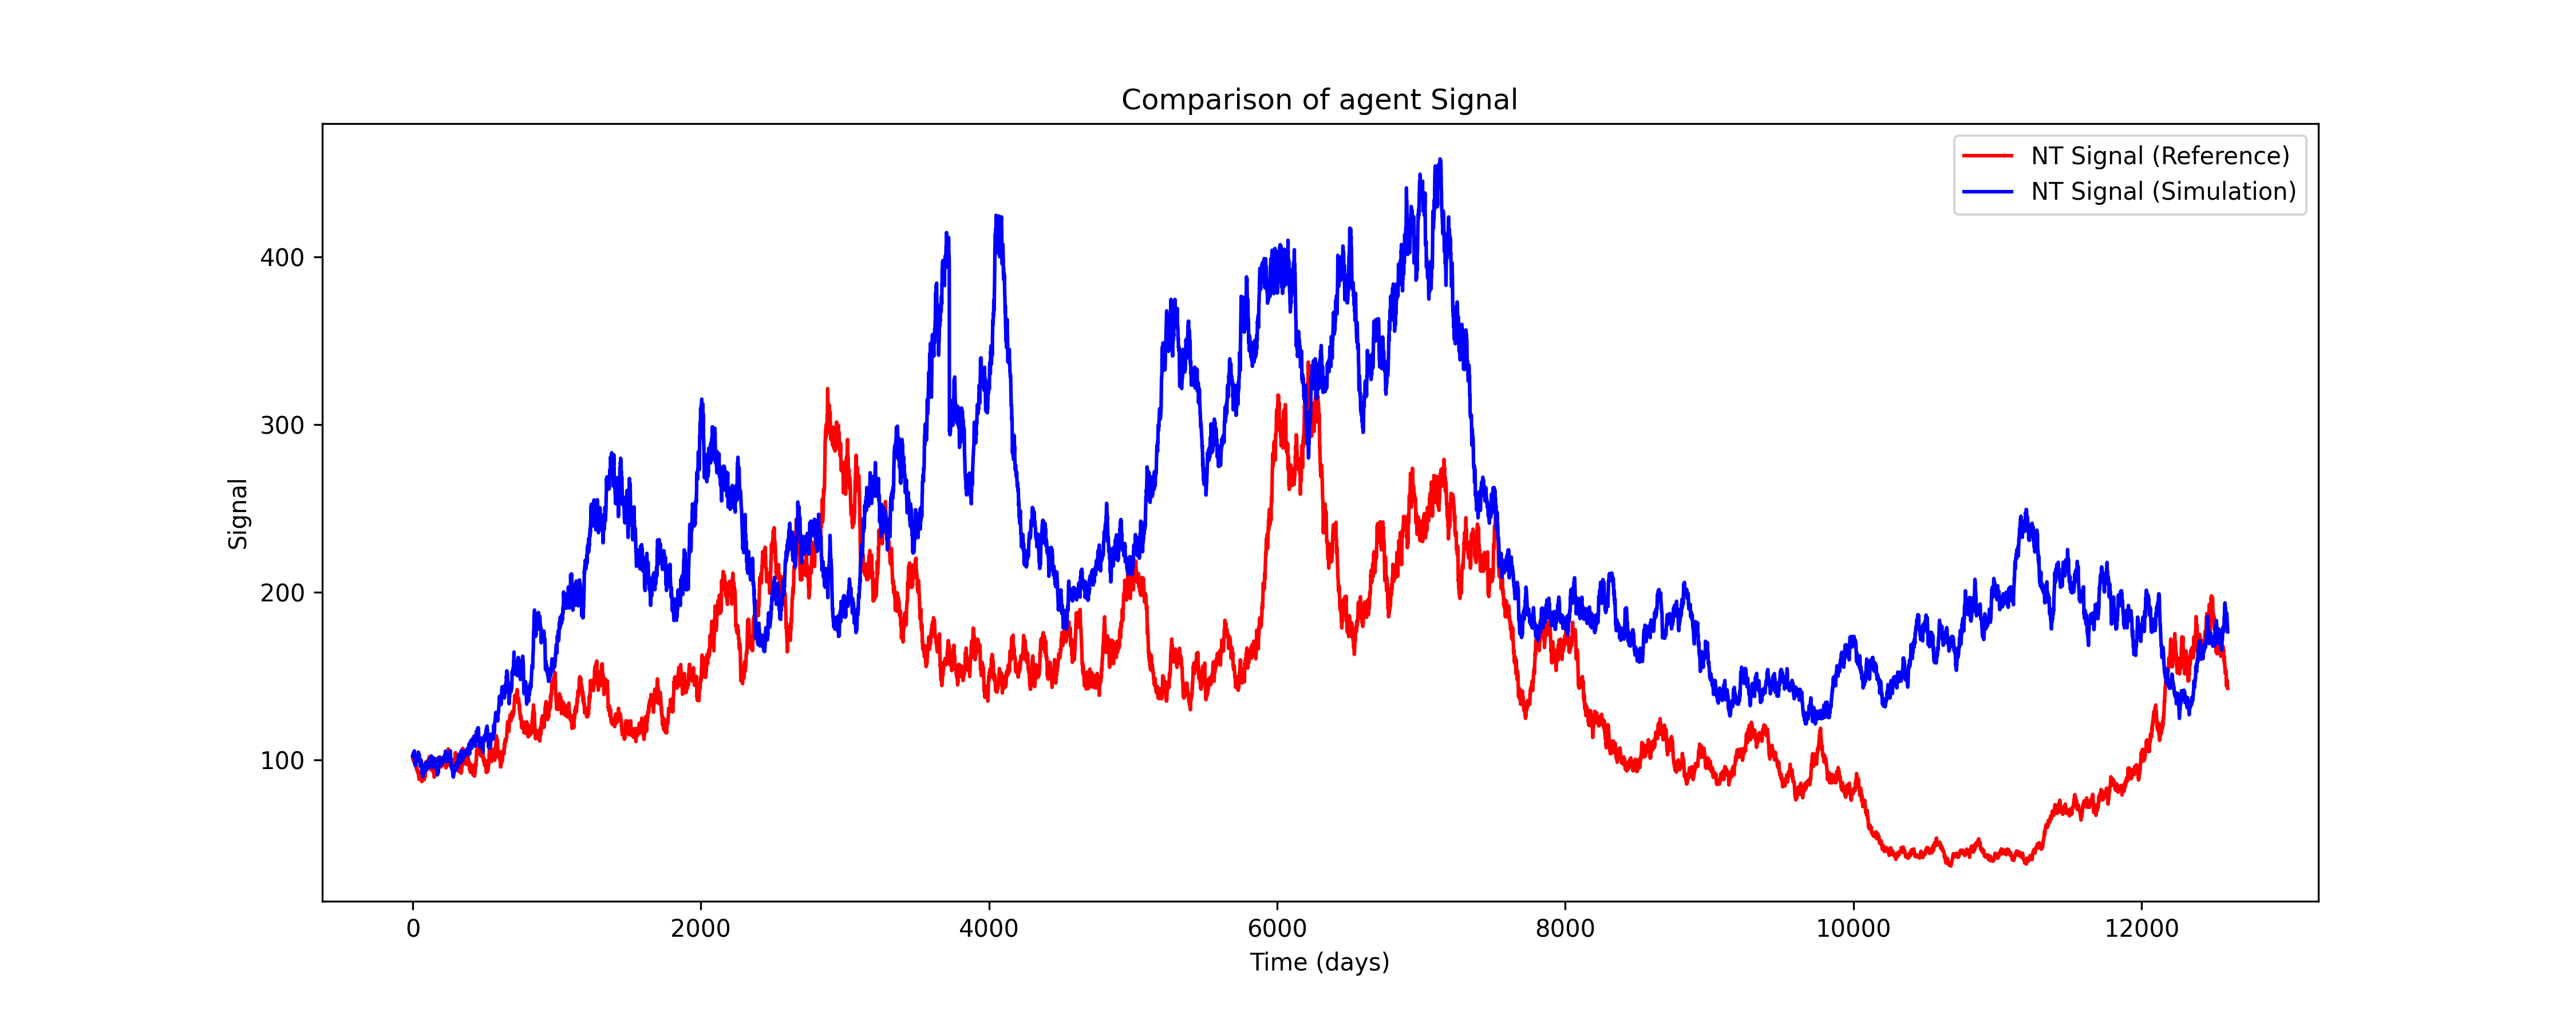 Comparison of agent Signal
NT Signal (Reference)
NT Signal (Simulation)
Signal
400
300
200
100
0
2000
4000
6000
8000
10000
12000
Time (days)